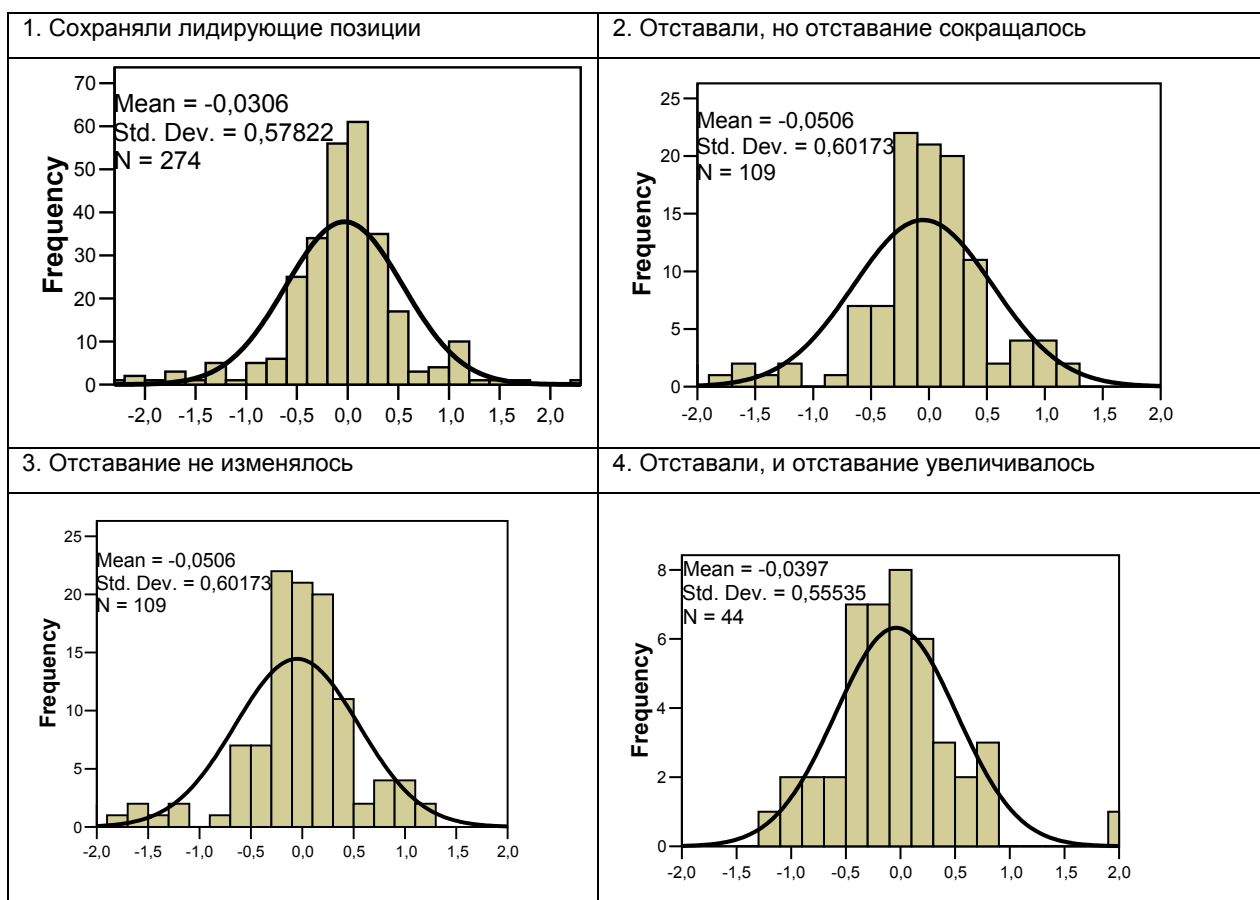 1. Сохраняли лидирующие позиции
2. Отставали, но отставание сокращалось
Mean = -0,0306
Std. Dev. = 0,57822
N = 274
Frequency
70
60
50
40
30
20
10
0
-2,0 -1,5 -1,0 -0,5 0,0 0,5 1,0 1,5 2,0
Mean = -0,0506
Std. Dev. = 0,60173
N = 109
Frequency
25
20
15
10
5
0
-2,0 -1,5 -1,0 -0,5 0,0 0,5 1,0 1,5 2,0
3. Отставание не изменялось
4. Отставали, и отставание увеличивалось
Mean = -0,0506
Std. Dev. = 0,60173
N = 109
Frequency
25
20
15
10
5
0
-2,0 -1,5 -1,0 -0,5 0,0 0,5 1,0 1,5 2,0
Mean = -0,0397
Std. Dev. = 0,55535
N = 44
Frequency
8
6
4
2
0
-2,0 -1,5 -1,0 -0,5 0,0 0,5 1,0 1,5 2,0